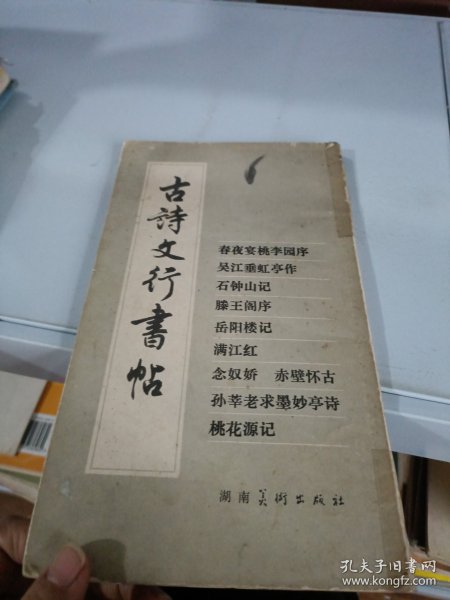 古詩文行書帖
6
春夜宴桃李园序
吴江垂虹亭作
石钟山记
滕王阁序
岳阳楼记
满江红
念奴娇 赤壁怀古
孙莘老求墨妙亭诗
桃花源记
湖南美術出版社
孔夫子旧书网
www.kongfz.com